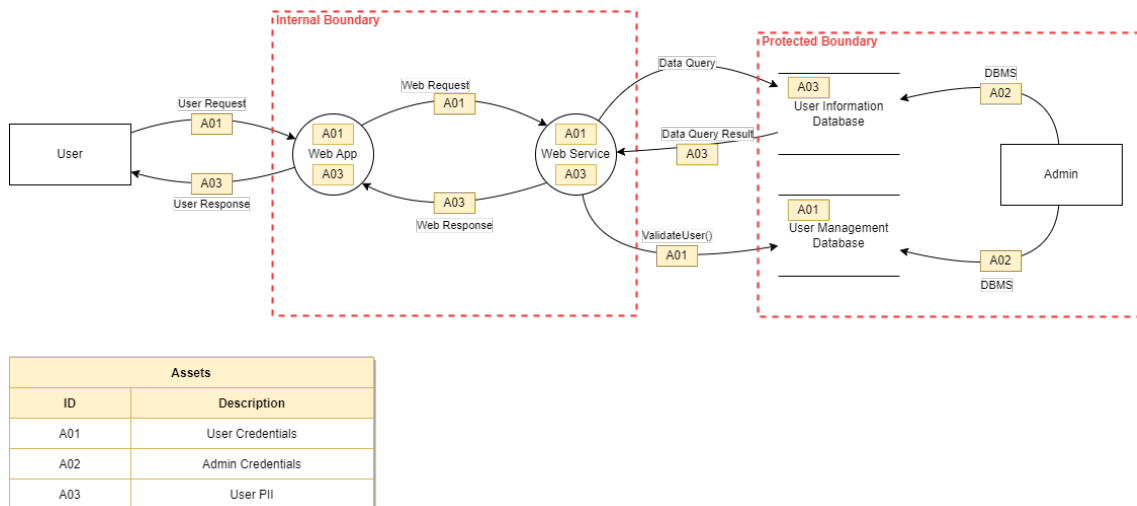 Internal Boundary
Protected Boundary
User
User Request
A01
A03
User Response
A01
Web App
A03
Web Request
A01
A03
Web Response
A01
Web Service
A03
Data Query
Data Query Result
A03
ValidateUser()
A01
A03
User Information
Database
A01
User Management
Database
DBMS
A02
Admin
A02
DBMS
Assets
ID Description
A01 User Credentials
A02 Admin Credentials
A03 User PII